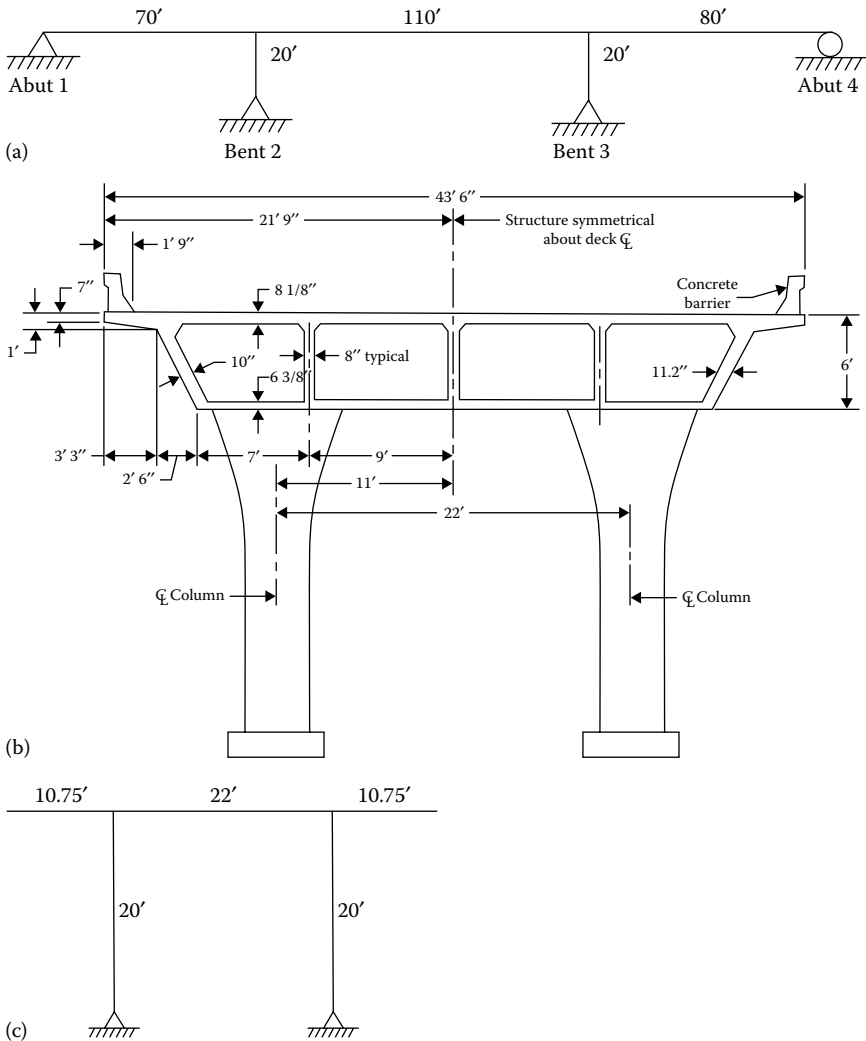 70′ 110′ 80′
20′ 20′
Abut 1 Abut 4
Bent 2 Bent 3
(a)
43′ 6″
21′ 9″ Structure symmetrical
about deck ℄
1′ 9″
7″ 8 1/8″ Concrete
barrier
1′ 10″ 8″ typical 11.2″ 6′
6 3/8″
3′ 3″ 7′ 9′
2′ 6″
11′
22′
℄ Column ℄ Column
(b)
10.75′ 22′ 10.75′
20′ 20′
(c)